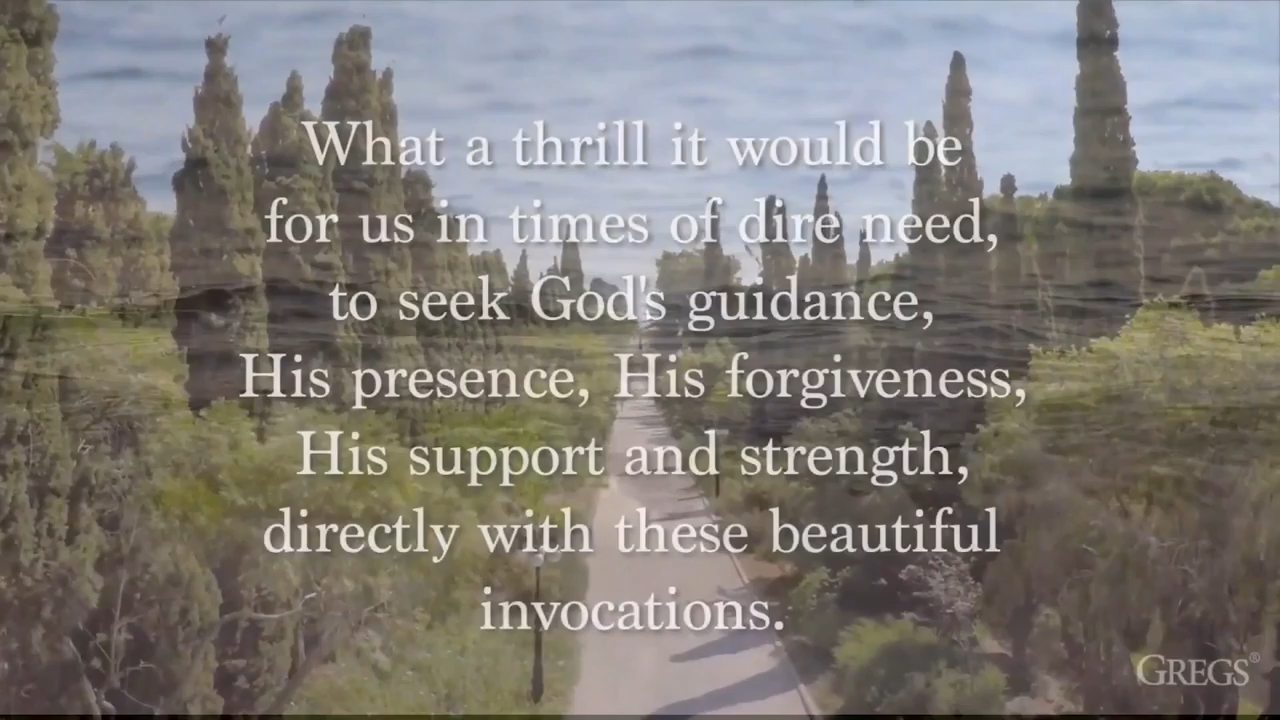 What a thrill it would be
for us in times of dire need,
to seek God's guidance,
His presence, His forgiveness,
His support and strength,
directly with these beautiful
invocations.
GREGS®